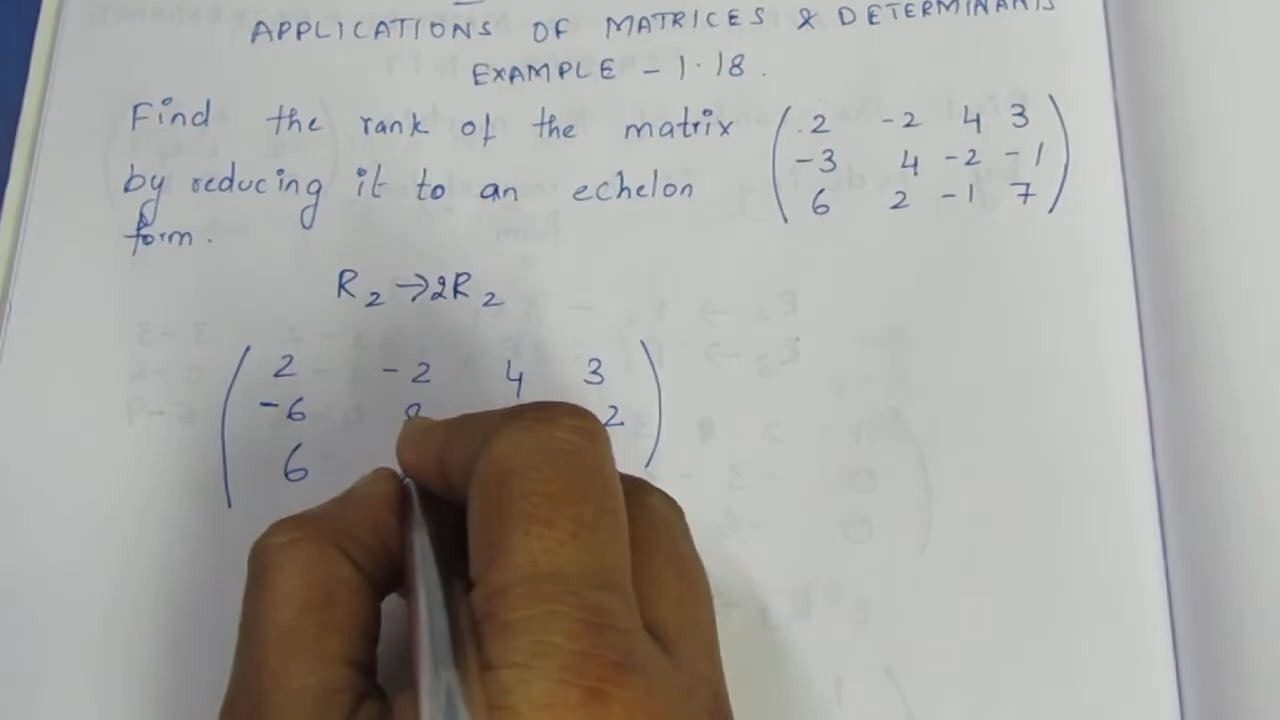 APPLICATIONS OF MATRICES & DETERMINANTS
EXAMPLE - 1.18.
Find the rank of the matrix
by reducing it to an echelon
form.
2 -2 4 3
-3 4 -2 -1
6 2 -1 7
R2 → 2R2
2 -2 4 3
-6 8 2
6